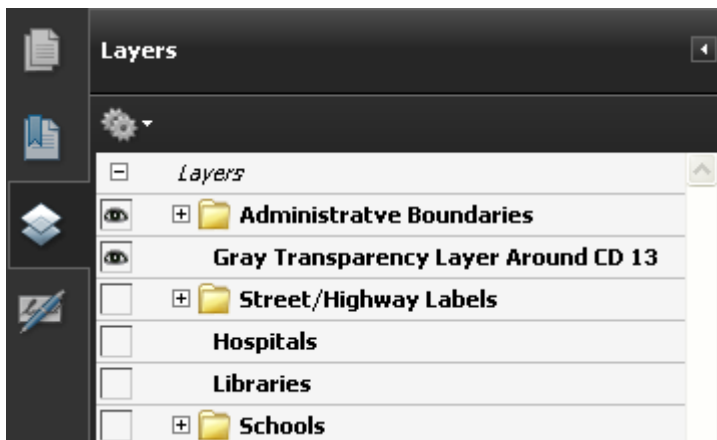 Layers
Layers
Administratve Boundaries
Gray Transparency Layer Around CD 13
Street/Highway Labels
Hospitals
Libraries
Schools